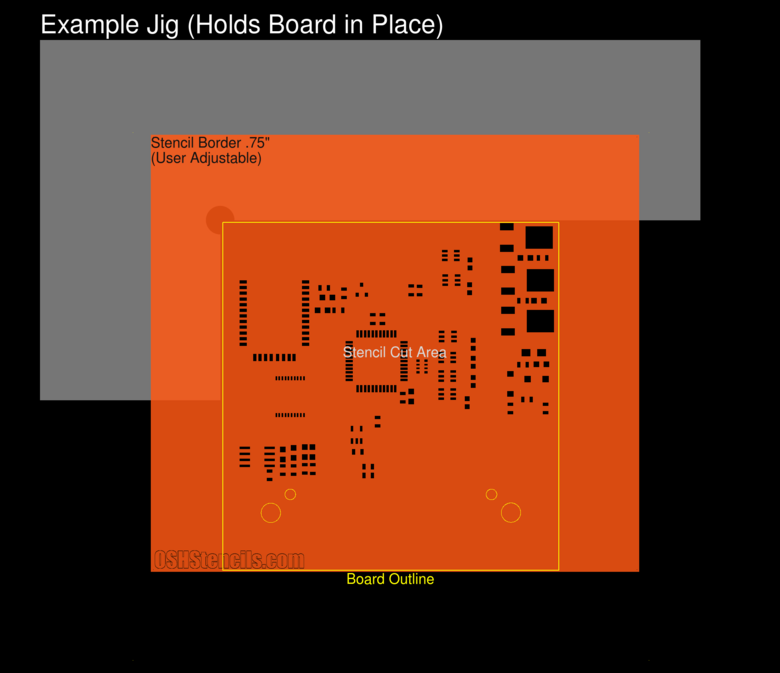 Example Jig (Holds Board in Place)
Stencil Border .75"
(User Adjustable)
Stencil Cut Area
OSHStencils.com
Board Outline